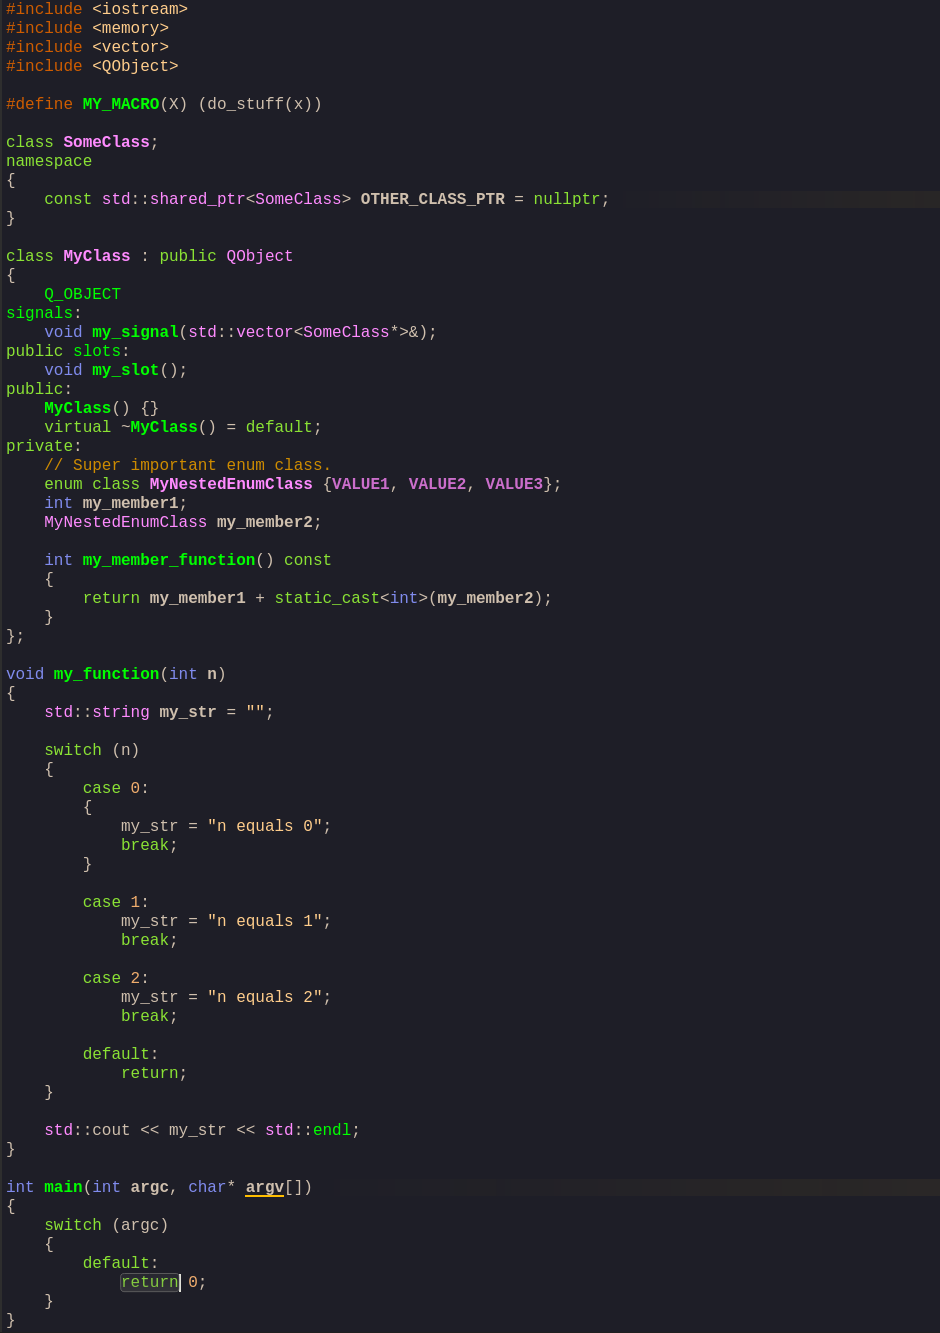 #include <iostream>
#include <memory>
#include <vector>
#include <QObject>

#define MY_MACRO(X) (do_stuff(x))

class SomeClass;
namespace
{
    const std::shared_ptr<SomeClass> OTHER_CLASS_PTR = nullptr;
}

class MyClass : public QObject
{
    Q_OBJECT
signals:
    void my_signal(std::vector<SomeClass*>&);
public slots:
    void my_slot();
public:
    MyClass() {}
    virtual ~MyClass() = default;
private:
    // Super important enum class.
    enum class MyNestedEnumClass {VALUE1, VALUE2, VALUE3};
    int my_member1;
    MyNestedEnumClass my_member2;

    int my_member_function() const
    {
        return my_member1 + static_cast<int>(my_member2);
    }
};

void my_function(int n)
{
    std::string my_str = "";

    switch (n)
    {
        case 0:
        {
            my_str = "n equals 0";
            break;
        }

        case 1:
            my_str = "n equals 1";
            break;

        case 2:
            my_str = "n equals 2";
            break;

        default:
            return;
    }

    std::cout << my_str << std::endl;
}

int main(int argc, char* argv[])
{
    switch (argc)
    {
        default:
            return 0;
    }
}